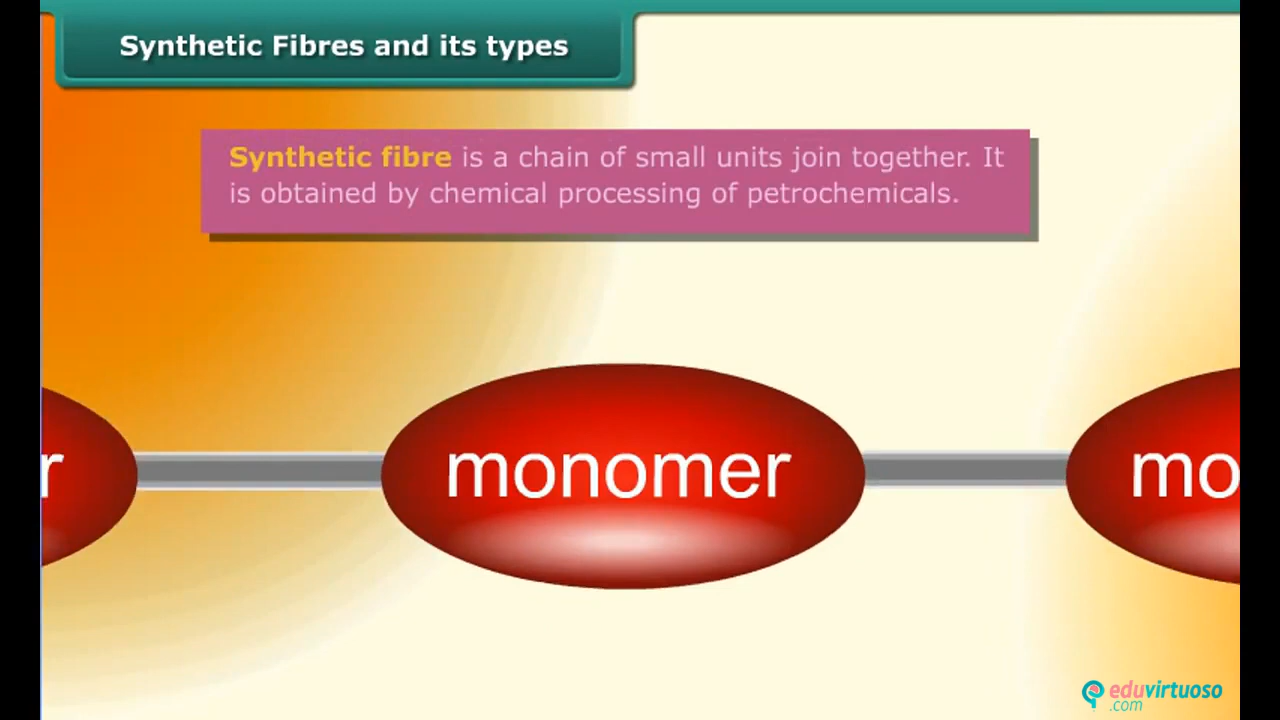 Synthetic Fibres and its types
Synthetic fibre is a chain of small units join together. It
is obtained by chemical processing of petrochemicals.
r monomer mo
eduvirtuoso
.com